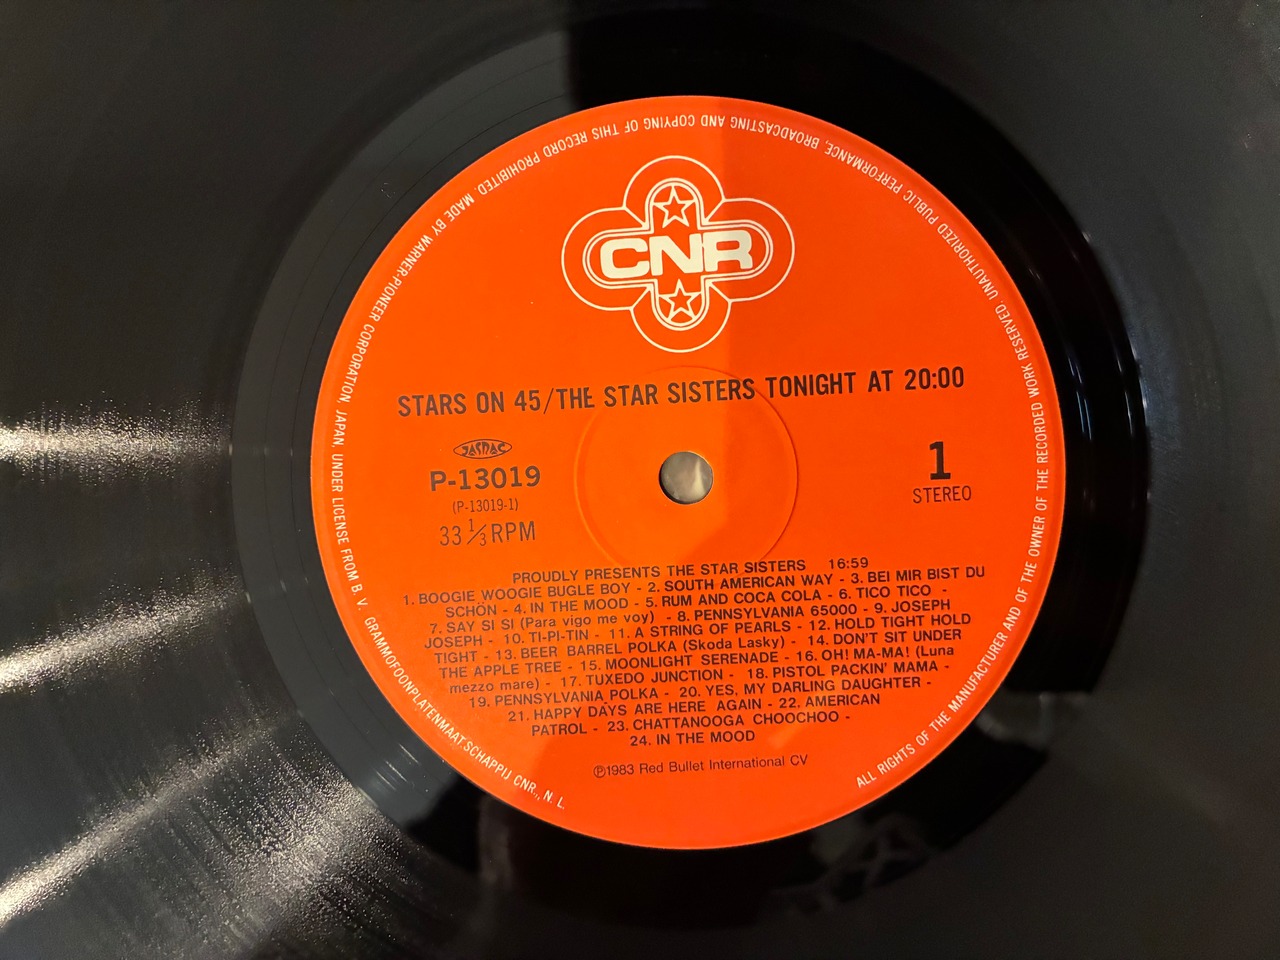 CNR
STARS ON 45/THE STAR SISTERS TONIGHT AT 20:00
JASRAC
P-13019
(P-13019-1)
33 1/3 RPM
1
STEREO
PROUDLY PRESENTS THE STAR SISTERS 16:59
1. BOOGIE WOOGIE BUGLE BOY - 2. SOUTH AMERICAN WAY - 3. BEI MIR BIST DU
SCHÖN - 4. IN THE MOOD - 5. RUM AND COCA COLA - 6. TICO TICO -
7. SAY SI SI (Para vigo me voy) - 8. PENNSYLVANIA 65000 - 9. JOSEPH
JOSEPH - 10. TI-PI-TIN - 11. A STRING OF PEARLS - 12. HOLD TIGHT HOLD
TIGHT - 13. BEER BARREL POLKA (Skoda Lasky) - 14. DON'T SIT UNDER
THE APPLE TREE - 15. MOONLIGHT SERENADE - 16. OH! MA-MA! (Luna
mezzo mare) - 17. TUXEDO JUNCTION - 18. PISTOL PACKIN' MAMA -
19. PENNSYLVANIA POLKA - 20. YES, MY DARLING DAUGHTER -
21. HAPPY DAYS ARE HERE AGAIN - 22. AMERICAN
PATROL - 23. CHATTANOOGA CHOOCHOO -
24. IN THE MOOD
℗1983 Red Bullet International CV
ALL RIGHTS OF THE MANUFACTURER AND OF THE OWNER OF THE RECORDED WORK RESERVED. UNAUTHORIZED PUBLIC PERFORMANCE, BROADCASTING AND COPYING OF THIS RECORD PROHIBITED. MADE BY WARNER-PIONEER CORPORATION JAPAN, UNDER LICENSE FROM B. V. GRAMMOFOONPLATENMAATSCHAPPIJ CNR., N. L.